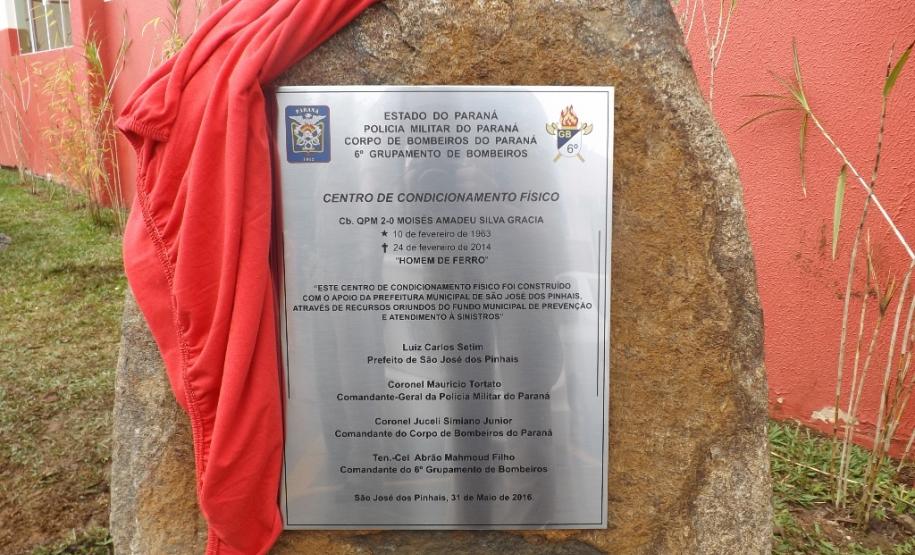 PARANÁ
1912
GB
6º
ESTADO DO PARANÁ
POLICIA MILITAR DO PARANÁ
CORPO DE BOMBEIROS DO PARANÁ
6º GRUPAMENTO DE BOMBEIROS
CENTRO DE CONDICIONAMENTO FÍSICO
Cb. QPM 2-0 MOISÉS AMADEU SILVA GRACIA
★ 10 de fevereiro de 1963
✝ 24 de fevereiro de 2014
"HOMEM DE FERRO"
"ESTE CENTRO DE CONDICIONAMENTO FÍSICO FOI CONSTRUÍDO
COM O APOIO DA PREFEITURA MUNICIPAL DE SÃO JOSÉ DOS PINHAIS,
ATRAVÉS DE RECURSOS ORIUNDOS DO FUNDO MUNICIPAL DE PREVENÇÃO
E ATENDIMENTO À SINISTROS"
Luiz Carlos Setim
Prefeito de São José dos Pinhais
Coronel Mauricio Tortato
Comandante-Geral da Policia Militar do Paraná
Coronel Juceli Simiano Junior
Comandante do Corpo de Bombeiros do Paraná
Ten.-Cel Abrão Mahmoud Filho
Comandante do 6º Grupamento de Bombeiros
São José dos Pinhais, 31 de Maio de 2016.